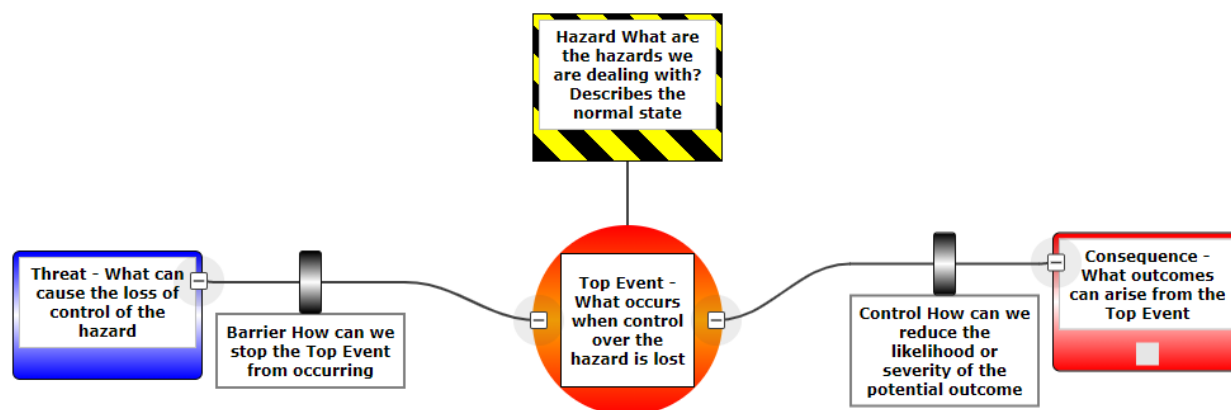 Hazard What are
the hazards we
are dealing with?
Describes the
normal state
Threat - What can
cause the loss of
control of the
hazard
Barrier How can we
stop the Top Event
from occurring
Top Event -
What occurs
when control
over the
hazard is lost
Control How can we
reduce the
likelihood or
severity of the
potential outcome
Consequence -
What outcomes
can arise from the
Top Event